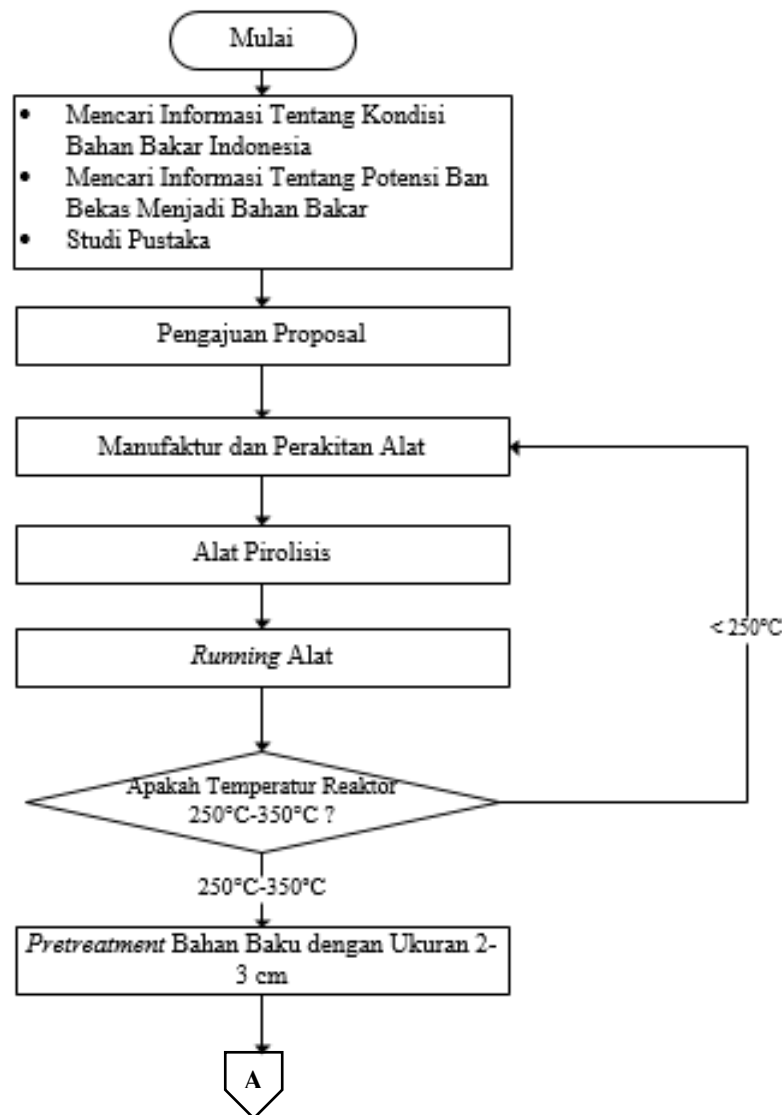 Mulai
• Mencari Informasi Tentang Kondisi
Bahan Bakar Indonesia
• Mencari Informasi Tentang Potensi Ban
Bekas Menjadi Bahan Bakar
• Studi Pustaka
Pengajuan Proposal
Manufaktur dan Perakitan Alat
Alat Pirolisis
Running Alat
< 250°C
Apakah Temperatur Reaktor
250°C-350°C ?
250°C-350°C
Pretreatment Bahan Baku dengan Ukuran 2-
3 cm
A